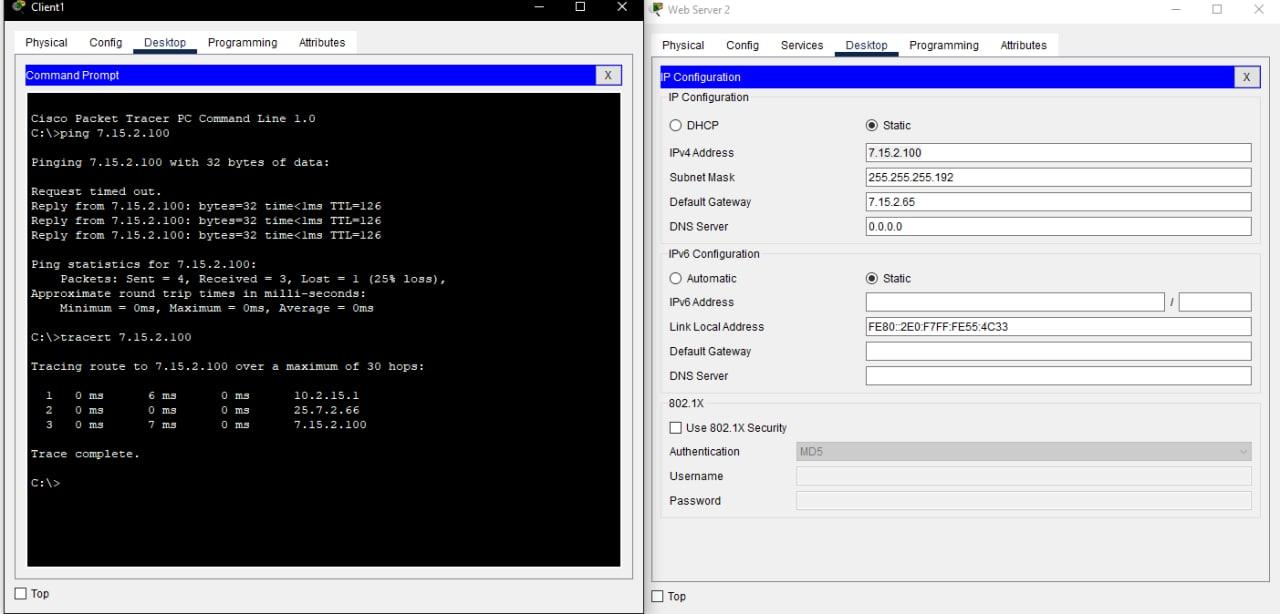 Client1
Physical Config Desktop Programming Attributes
Command Prompt X
Cisco Packet Tracer PC Command Line 1.0
C:\>ping 7.15.2.100
Pinging 7.15.2.100 with 32 bytes of data:
Request timed out.
Reply from 7.15.2.100: bytes=32 time<1ms TTL=126
Reply from 7.15.2.100: bytes=32 time<1ms TTL=126
Reply from 7.15.2.100: bytes=32 time<1ms TTL=126
Ping statistics for 7.15.2.100:
Packets: Sent = 4, Received = 3, Lost = 1 (25% loss),
Approximate round trip times in milli-seconds:
Minimum = 0ms, Maximum = 0ms, Average = 0ms
C:\>tracert 7.15.2.100
Tracing route to 7.15.2.100 over a maximum of 30 hops:
1 0 ms 6 ms 0 ms 10.2.15.1
2 0 ms 0 ms 0 ms 25.7.2.66
3 0 ms 7 ms 0 ms 7.15.2.100
Trace complete.
C:\>
Top
Web Server 2
Physical Config Services Desktop Programming Attributes
IP Configuration X
IP Configuration
DHCP Static
IPv4 Address 7.15.2.100
Subnet Mask 255.255.255.192
Default Gateway 7.15.2.65
DNS Server 0.0.0.0
IPv6 Configuration
Automatic Static
IPv6 Address /
Link Local Address FE80::2E0:F7FF:FE55:4C33
Default Gateway
DNS Server
802.1X
Use 802.1X Security
Authentication MD5
Username
Password
Top